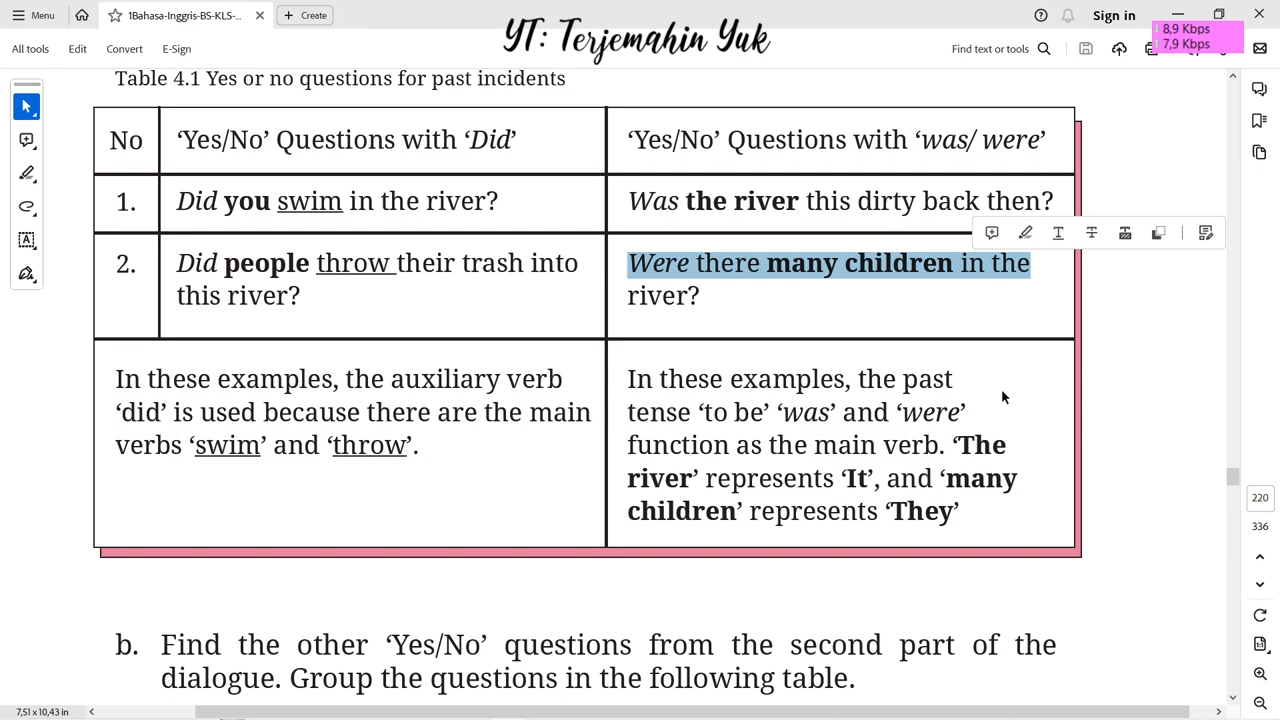 Menu
1Bahasa-Inggris-BS-KLS-...
Create
Sign in
8,9 Kbps
7,9 Kbps
YT: Terjemahin Yuk
All tools
Edit
Convert
E-Sign
Find text or tools
Table 4.1 Yes or no questions for past incidents
No
‘Yes/No’ Questions with ‘Did’
‘Yes/No’ Questions with ‘was/ were’
1.
Did you swim in the river?
Was the river this dirty back then?
2.
Did people throw their trash into
this river?
Were there many children in the
river?
In these examples, the auxiliary verb
‘did’ is used because there are the main
verbs ‘swim’ and ‘throw’.
In these examples, the past
tense ‘to be’ ‘was’ and ‘were’
function as the main verb. ‘The
river’ represents ‘It’, and ‘many
children’ represents ‘They’
b. Find the other ‘Yes/No’ questions from the second part of the
dialogue. Group the questions in the following table.
220
336
7,51 x 10,43 in